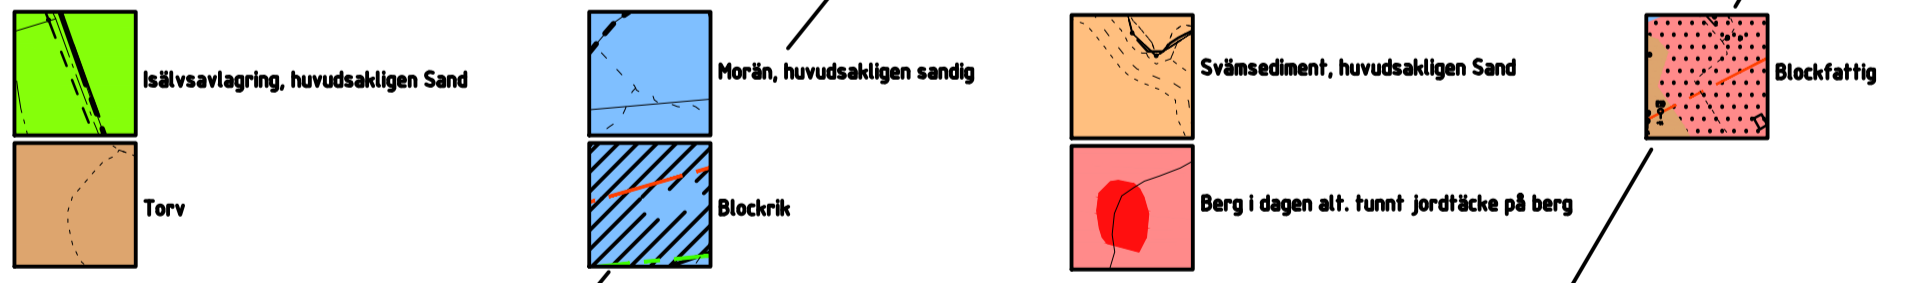 Isälvsavlagring, huvudsakligen Sand
Morän, huvudsakligen sandig
Svämsediment, huvudsakligen Sand
Blockfattig
Torv
Blockrik
Berg i dagen alt. tunnt jordtäcke på berg